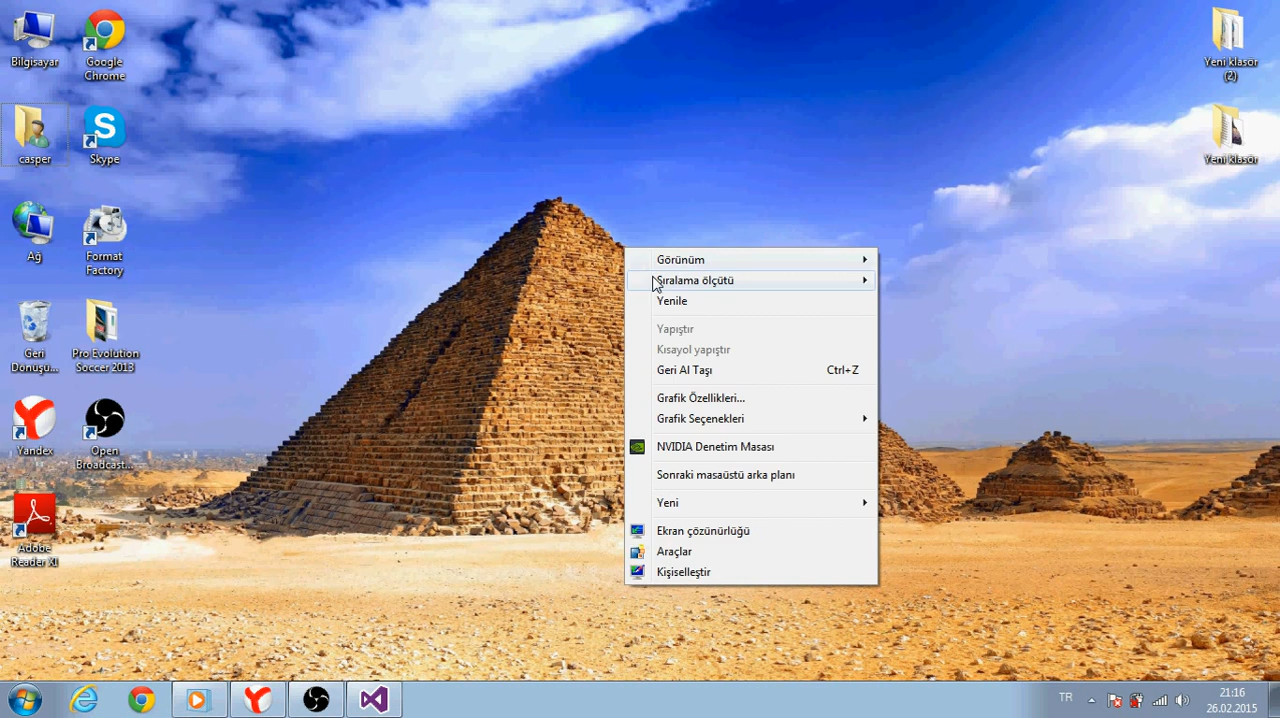 Bilgisayar
Google
Chrome
casper
Skype
Ağ
Format
Factory
Geri
Dönüşü...
Pro Evolution
Soccer 2013
Yandex
Open
Broadcast...
Adobe
Reader XI
Yeni klasör
(2)
Yeni klasör
Görünüm
Sıralama ölçütü
Yenile
Yapıştır
Kısayol yapıştır
Geri Al Taşı Ctrl+Z
Grafik Özellikleri...
Grafik Seçenekleri
NVIDIA Denetim Masası
Sonraki masaüstü arka planı
Yeni
Ekran çözünürlüğü
Araçlar
Kişiselleştir
TR
21:16
26.02.2015